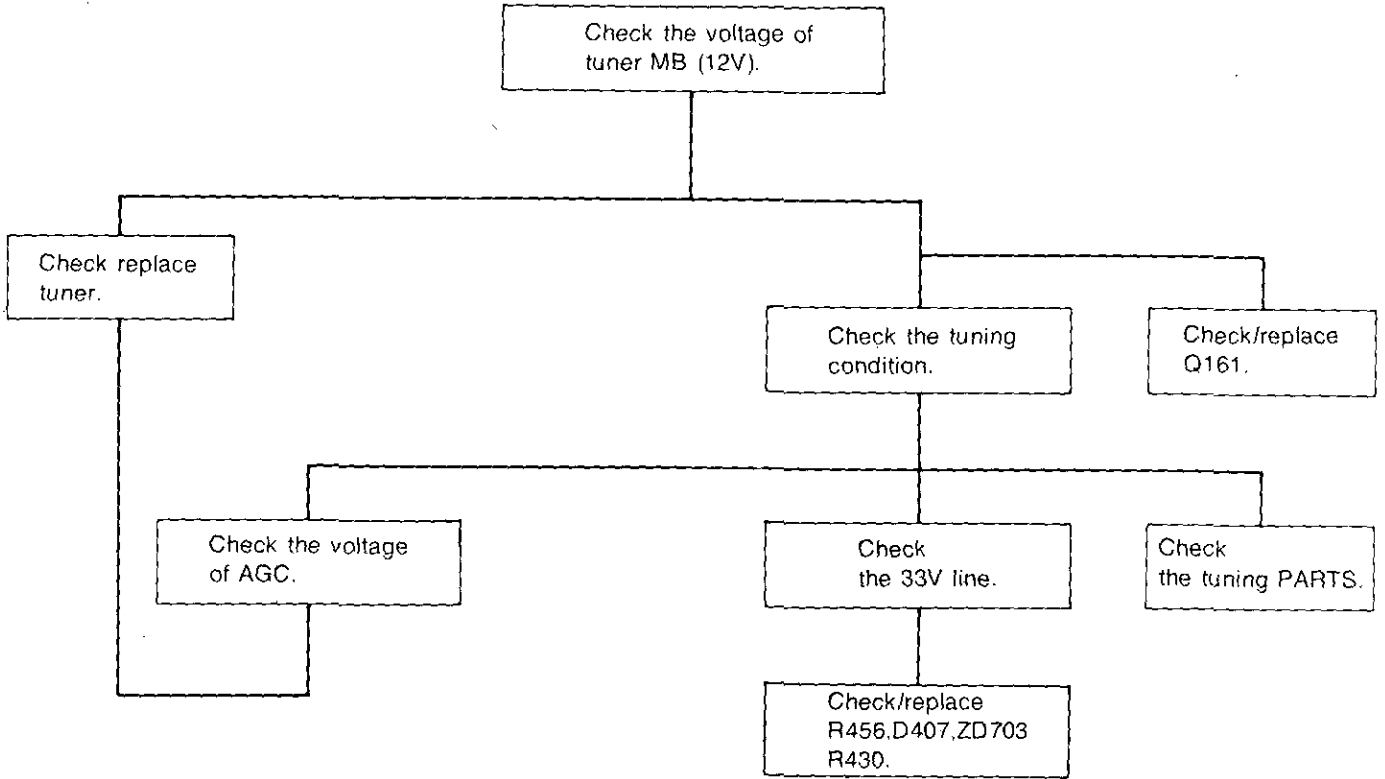 Check the voltage of
tuner MB (12V).
Check replace
tuner.
Check the tuning
condition.
Check/replace
Q161.
Check the voltage
of AGC.
Check
the 33V line.
Check
the tuning PARTS.
Check/replace
R456,D407,ZD703
R430.